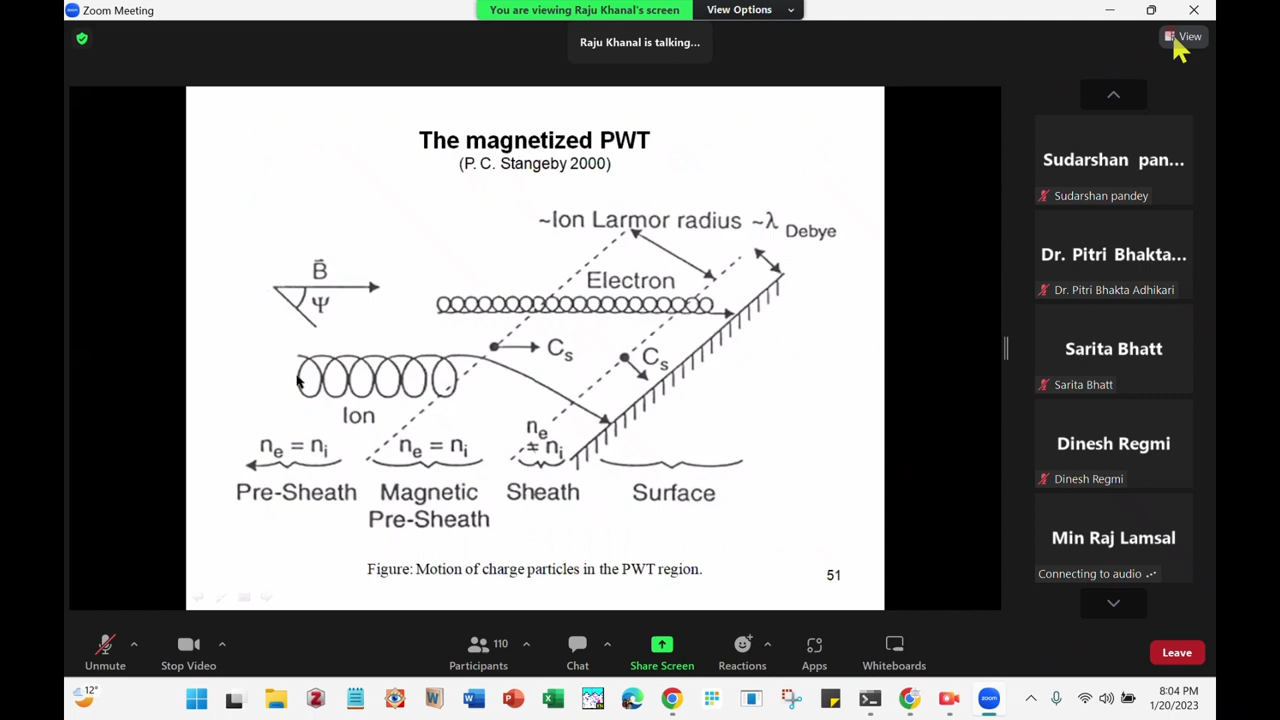 Zoom Meeting
You are viewing Raju Khanal's screen
View Options
Raju Khanal is talking...
View
The magnetized PWT
(P. C. Stangeby 2000)
~Ion Larmor radius ~λ Debye
B⃗
Ψ
Electron
Cs
Cs
Ion
ne = ni
ne = ni
ne ≠ ni
Pre-Sheath
Magnetic
Pre-Sheath
Sheath
Surface
Figure: Motion of charge particles in the PWT region.
51
Sudarshan pan...
Sudarshan pandey
Dr. Pitri Bhakta...
Dr. Pitri Bhakta Adhikari
Sarita Bhatt
Sarita Bhatt
Dinesh Regmi
Dinesh Regmi
Min Raj Lamsal
Connecting to audio
Unmute
Stop Video
110
Participants
Chat
Share Screen
Reactions
Apps
Whiteboards
Leave
12°
8:04 PM
1/20/2023